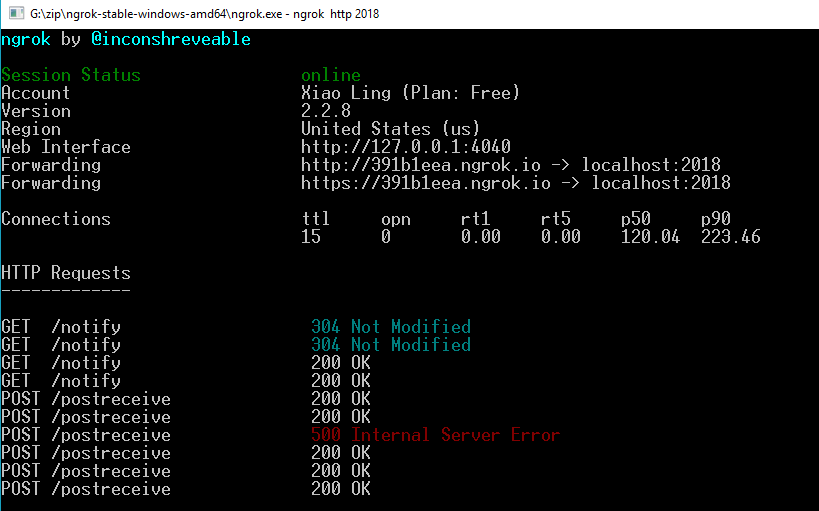 G:\zip\ngrok-stable-windows-amd64\ngrok.exe - ngrok  http 2018
ngrok by @inconshreveable
Session Status                online
Account                       Xiao Ling (Plan: Free)
Version                       2.2.8
Region                        United States (us)
Web Interface                 http://127.0.0.1:4040
Forwarding                    http://391b1eea.ngrok.io -> localhost:2018
Forwarding                    https://391b1eea.ngrok.io -> localhost:2018
Connections                   ttl     opn     rt1     rt5     p50     p90
                              15      0       0.00    0.00    120.04  223.46
HTTP Requests
-------------
GET  /notify                   304 Not Modified
GET  /notify                   304 Not Modified
GET  /notify                   200 OK
GET  /notify                   200 OK
POST /postreceive              200 OK
POST /postreceive              200 OK
POST /postreceive              500 Internal Server Error
POST /postreceive              200 OK
POST /postreceive              200 OK
POST /postreceive              200 OK